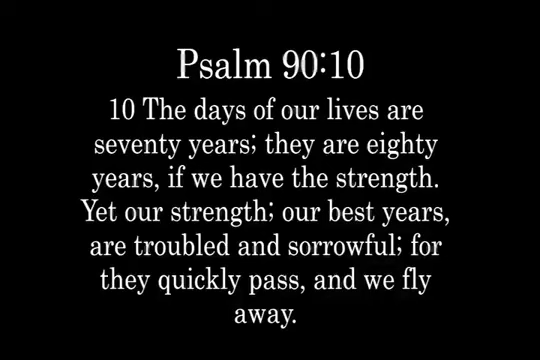 Psalm 90:10
10 The days of our lives are
seventy years; they are eighty
years, if we have the strength.
Yet our strength; our best years,
are troubled and sorrowful; for
they quickly pass, and we fly
away.